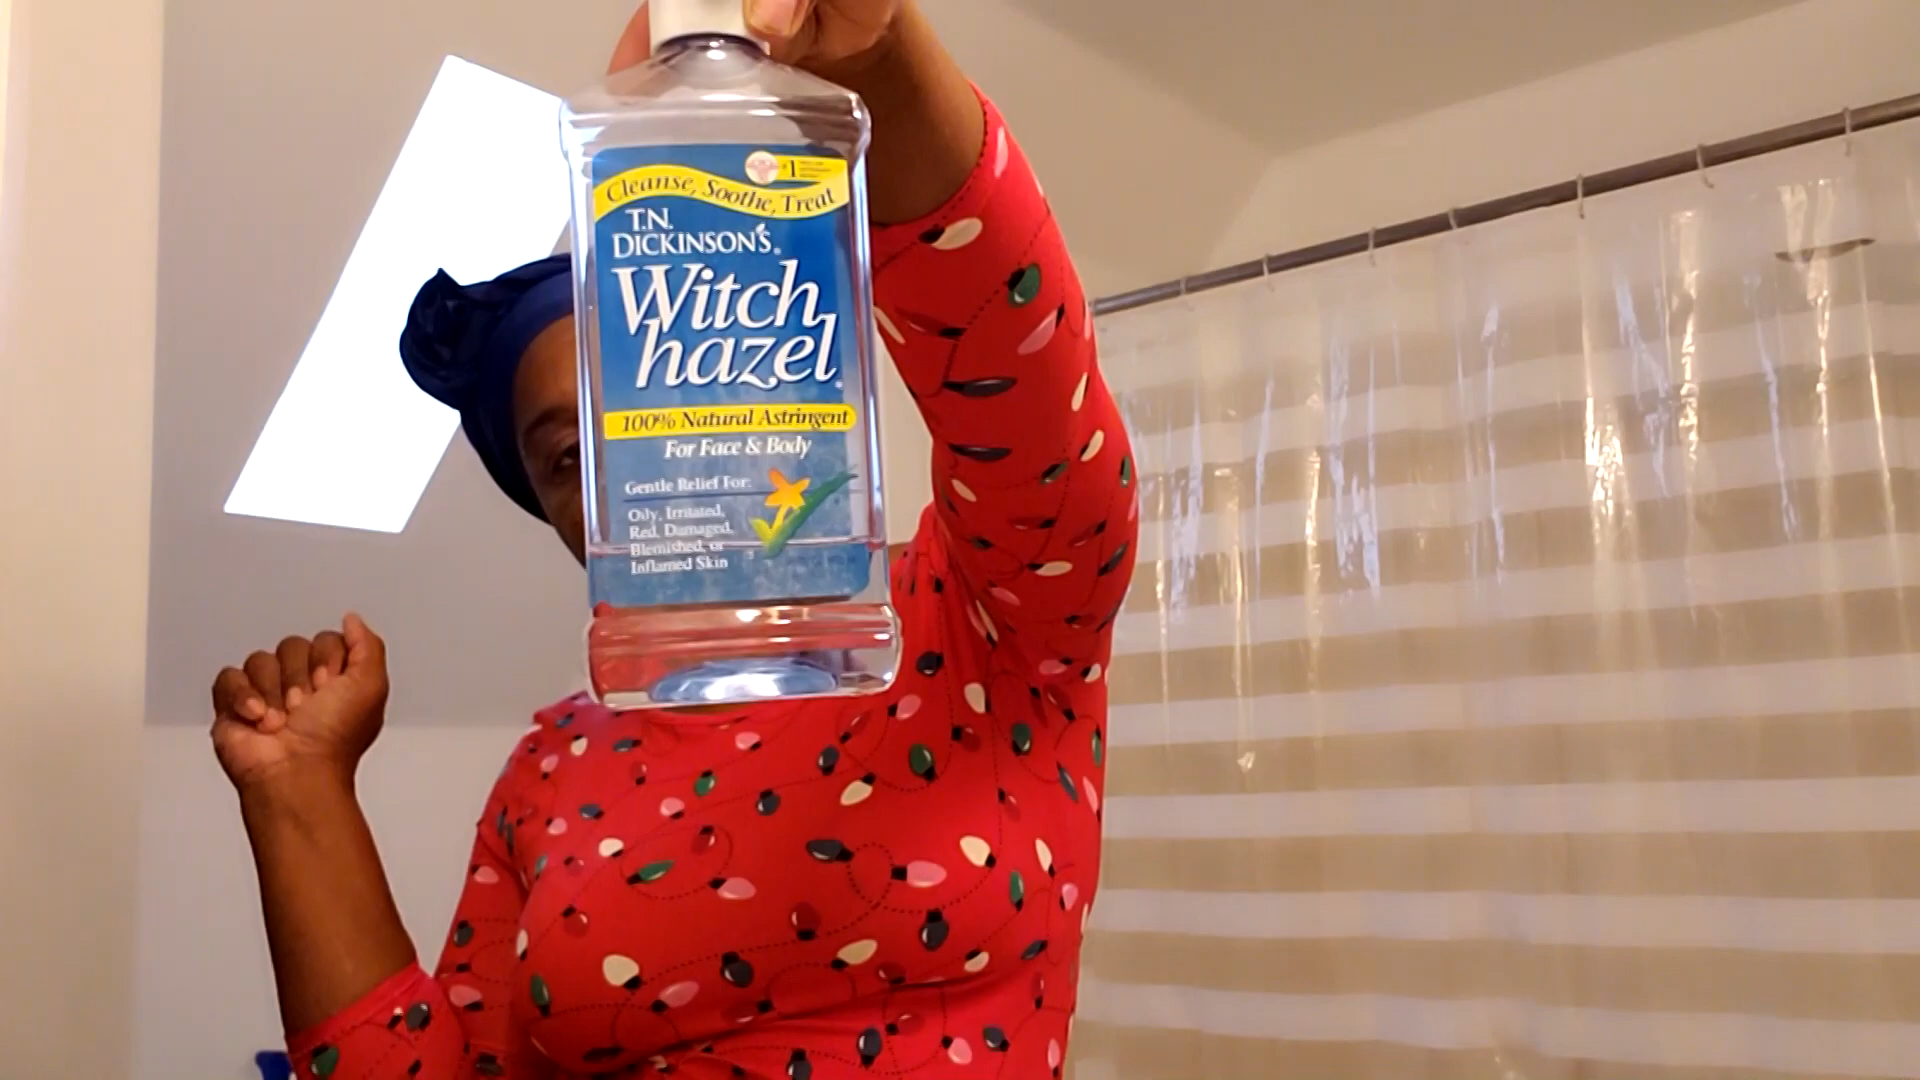 #1
Cleanse, Soothe, Treat
T.N.
DICKINSON'S®
Witch
hazel®
100% Natural Astringent
For Face & Body
Gentle Relief For:
Oily, Irritated,
Red, Damaged,
Blemished, or
Inflamed Skin